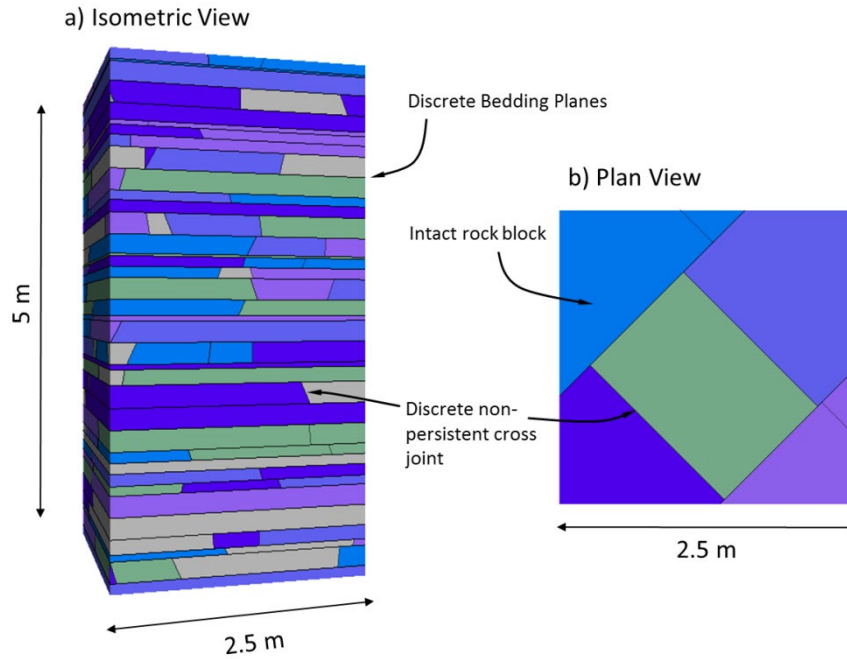 a) Isometric View
Discrete Bedding Planes
b) Plan View
Intact rock block
5 m
Discrete non-
persistent cross
joint
2.5 m
2.5 m